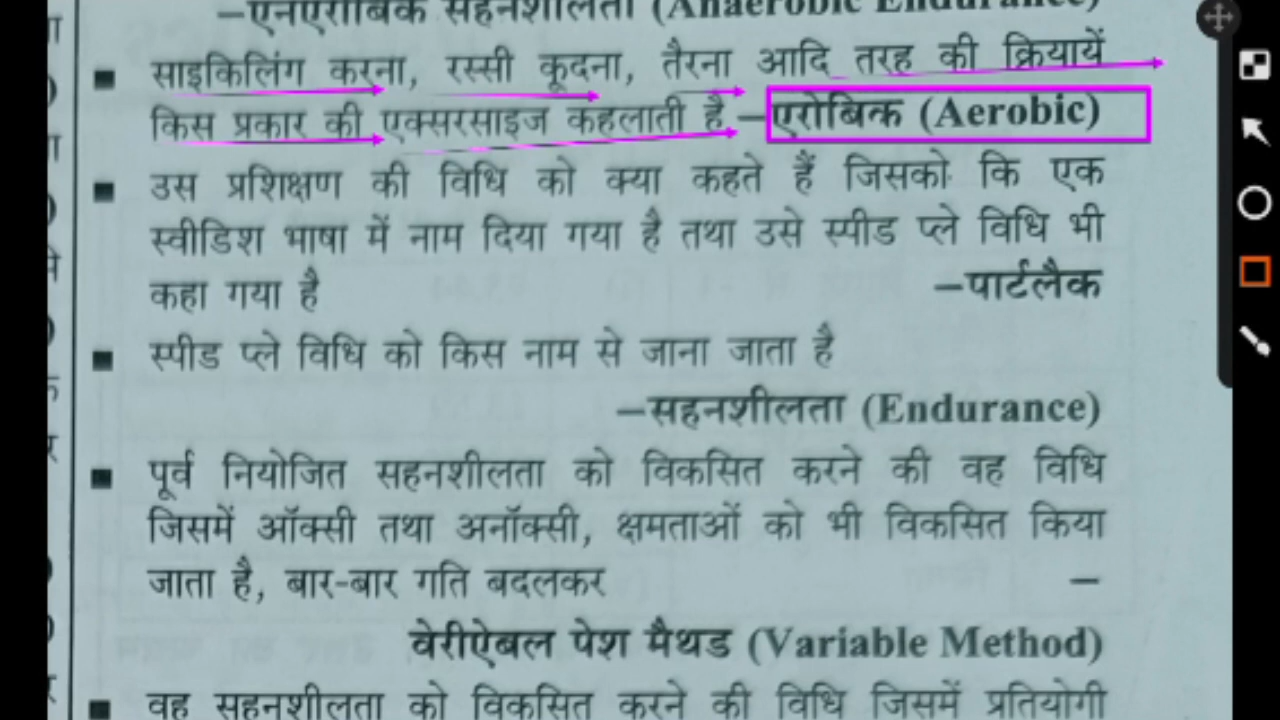 –एनएरोबिक सहनशीलता (Anaerobic Endurance)
■ साइकिलिंग करना, रस्सी कूदना, तैरना आदि तरह की क्रियायें
किस प्रकार की एक्सरसाइज कहलाती है –एरोबिक (Aerobic)
■ उस प्रशिक्षण की विधि को क्या कहते हैं जिसको कि एक
स्वीडिश भाषा में नाम दिया गया है तथा उसे स्पीड प्ले विधि भी
कहा गया है –पार्टलैक
■ स्पीड प्ले विधि को किस नाम से जाना जाता है
–सहनशीलता (Endurance)
■ पूर्व नियोजित सहनशीलता को विकसित करने की वह विधि
जिसमें ऑक्सी तथा अनॉक्सी, क्षमताओं को भी विकसित किया
जाता है, बार-बार गति बदलकर –
वेरीऐबल पेश मैथड (Variable Method)
■ वह सहनशीलता को विकसित करने की विधि जिसमें प्रतियोगी